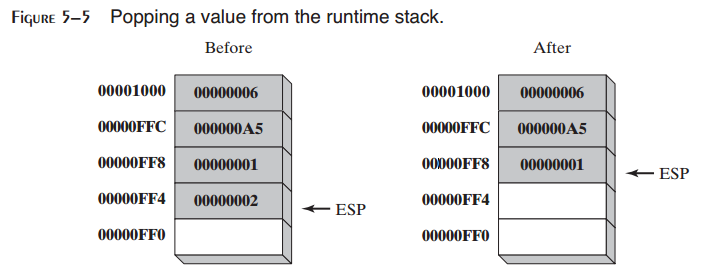 FIGURE 5–5 Popping a value from the runtime stack.
Before After
00001000 00000006 00001000 00000006
00000FFC 000000A5 00000FFC 000000A5
00000FF8 00000001 00000FF8 00000001
ESP
00000FF4 00000002 00000FF4
ESP
00000FF0 00000FF0